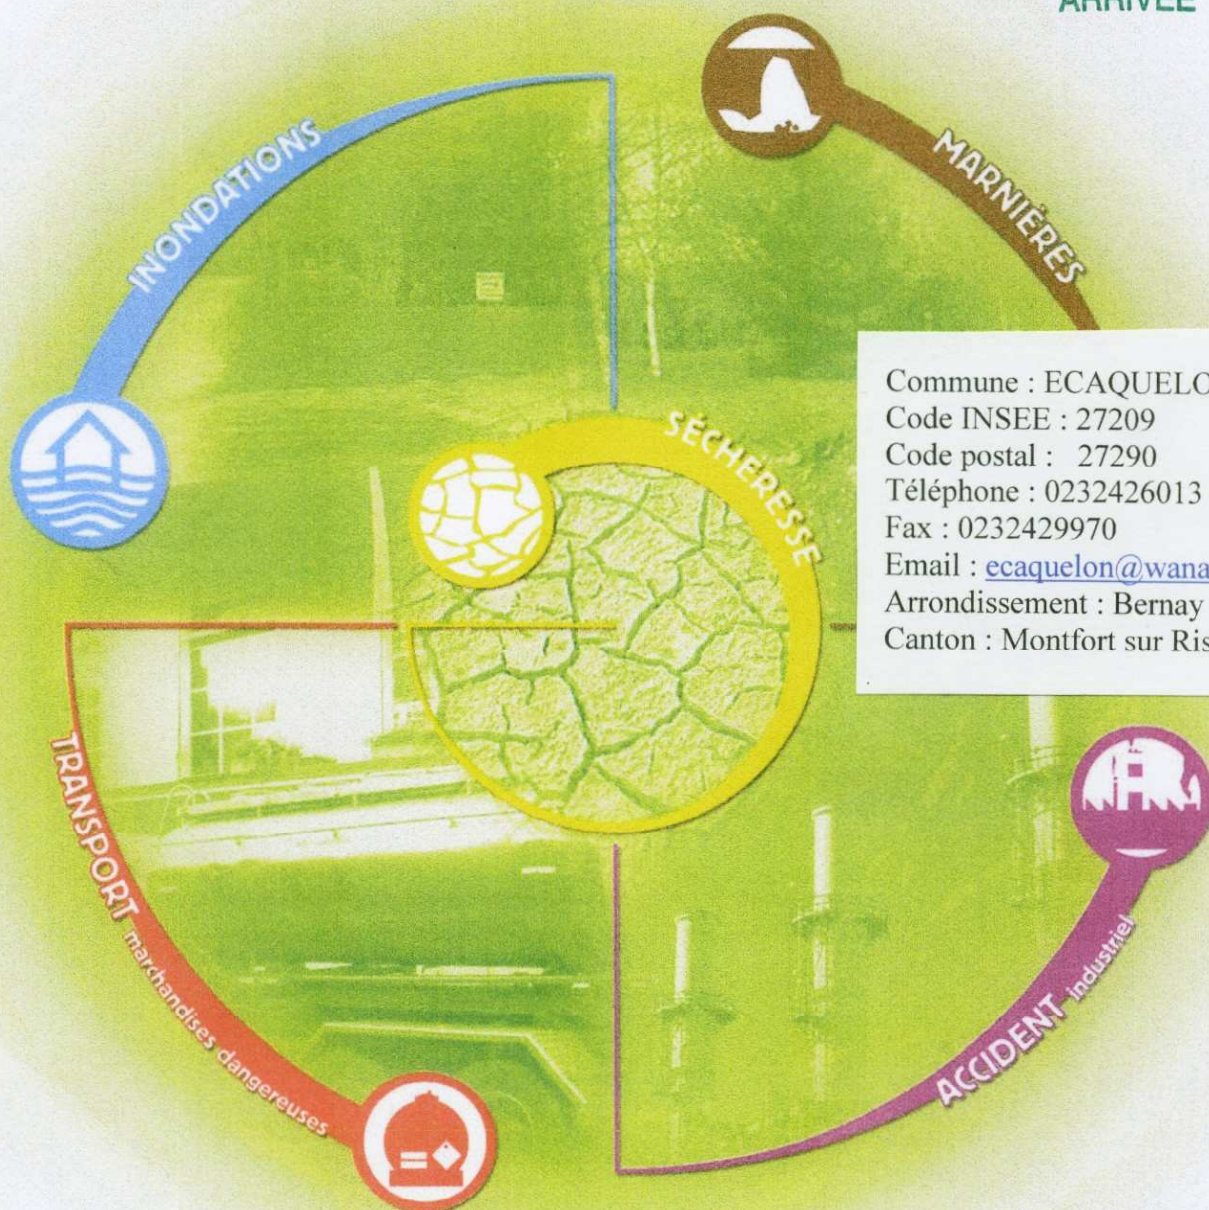 ARRIVÉE
INONDATIONS
MARNIÈRES
SÉCHERESSE
Commune : ECAQUELO
Code INSEE : 27209
Code postal : 27290
Téléphone : 0232426013
Fax : 0232429970
Email : ecaquelon@wana
Arrondissement : Bernay
Canton : Montfort sur Ris
TRANSPORT marchandises dangereuses
ACCIDENT industriel